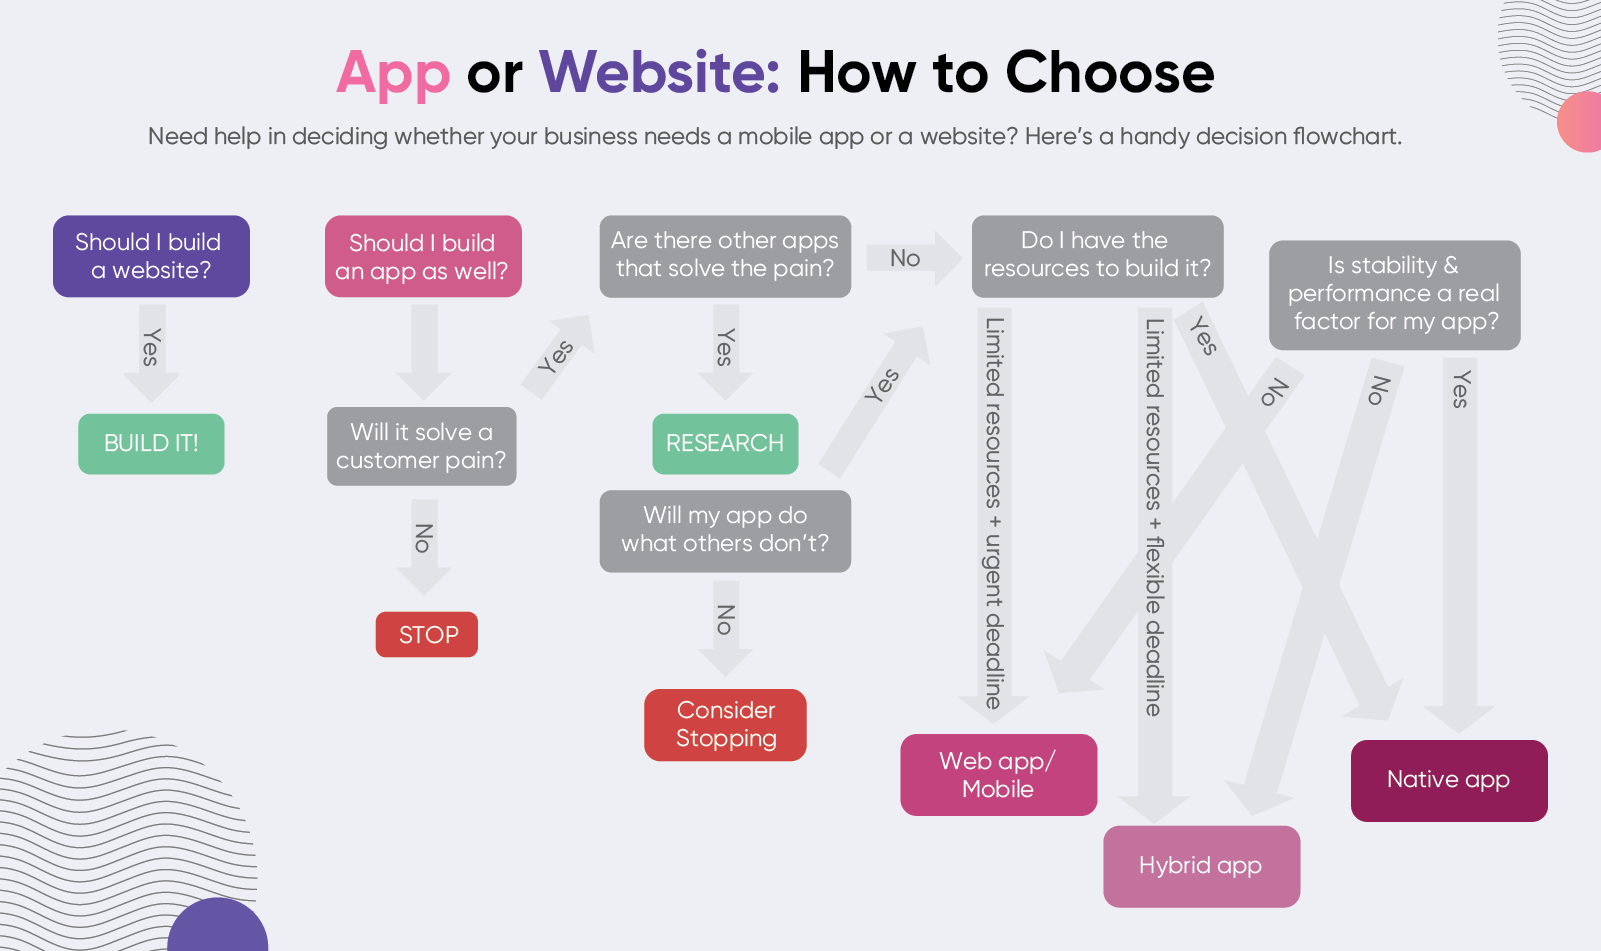 App or Website: How to Choose
Need help in deciding whether your business needs a mobile app or a website? Here's a handy decision flowchart.
Should I build
a website?
Yes
BUILD IT!
Should I build
an app as well?
Will it solve a
customer pain?
Yes
No
STOP
Are there other apps
that solve the pain?
No
Yes
RESEARCH
Will my app do
what others don't?
Yes
No
Consider
Stopping
Do I have the
resources to build it?
Limited resources + urgent deadline
Limited resources + flexible deadline
Yes
Is stability &
performance a real
factor for my app?
No
No
Yes
Web app/
Mobile
Hybrid app
Native app